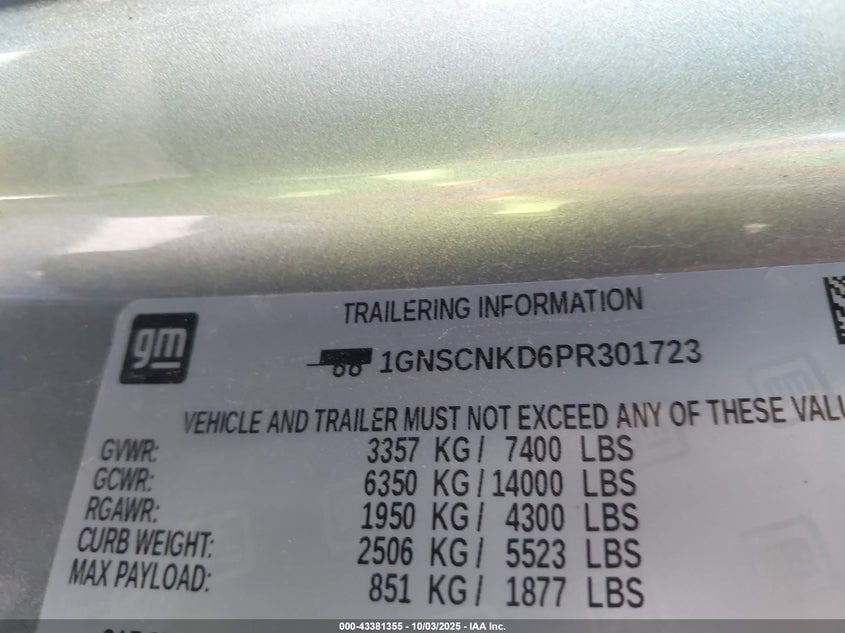 TRAILERING INFORMATION
gm
1GNSCNKD6PR301723
VEHICLE AND TRAILER MUST NOT EXCEED ANY OF THESE VALU
GVWR: 3357 KG/ 7400 LBS
GCWR: 6350 KG/14000 LBS
RGAWR: 1950 KG/ 4300 LBS
CURB WEIGHT: 2506 KG/ 5523 LBS
MAX PAYLOAD: 851 KG/ 1877 LBS
000-43381355 - 10/03/2025 - IAA Inc.